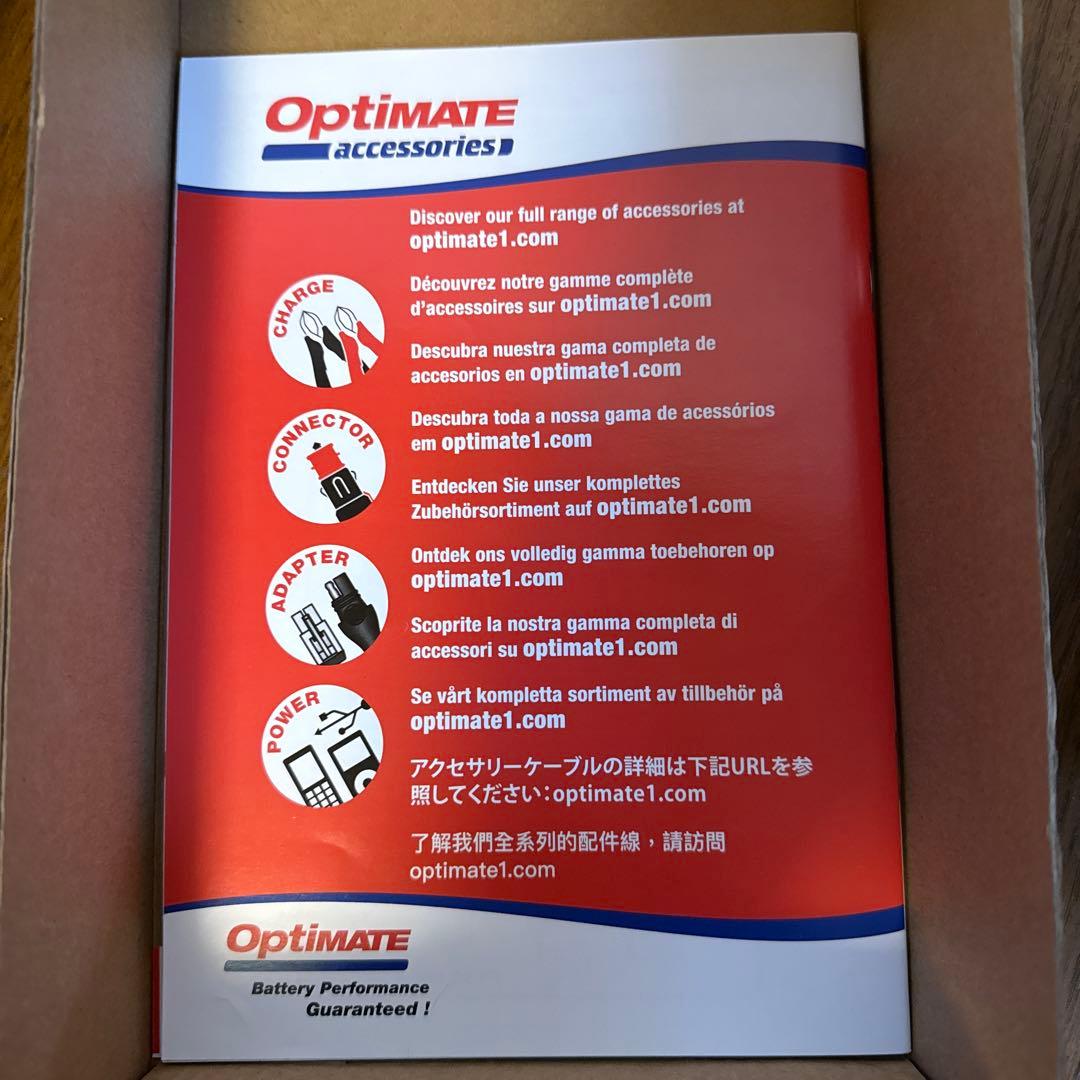 OptiMATE
accessories
Discover our full range of accessories at
optimate1.com
CHARGE
Découvrez notre gamme complète
d'accessoires sur optimate1.com
Descubra nuestra gama completa de
accesorios en optimate1.com
CONNECTOR
Descubra toda a nossa gama de acessórios
em optimate1.com
Entdecken Sie unser komplettes
Zubehörsortiment auf optimate1.com
ADAPTER
Ontdek ons volledig gamma toebehoren op
optimate1.com
Scoprite la nostra gamma completa di
accessori su optimate1.com
POWER
Se vårt kompletta sortiment av tillbehör på
optimate1.com
アクセサリーケーブルの詳細は下記URLを参
照してください：optimate1.com
了解我們全系列的配件線，請訪問
optimate1.com
OptiMATE
Battery Performance
Guaranteed !